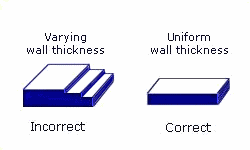 Varying
wall thickness
Uniform
wall thickness
Incorrect
Correct